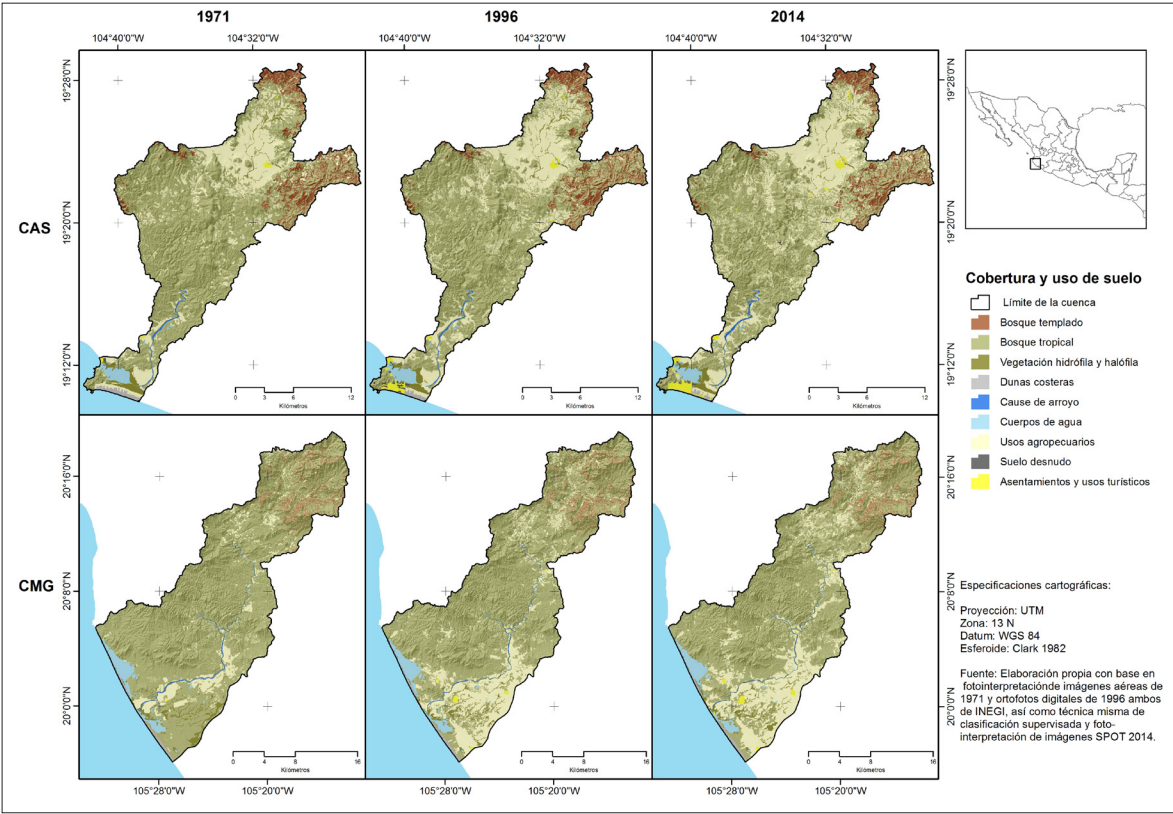 1971 1996 2014
104°40'0"W 104°32'0"W 104°40'0"W 104°32'0"W 104°40'0"W 104°32'0"W
19°28'0"N 19°28'0"N
CAS
19°20'0"N 19°20'0"N
19°12'0"N 19°12'0"N
0 3 6 12 0 3 6 12 0 3 6 12
Kilómetros Kilómetros Kilómetros
CMG
20°16'0"N 20°16'0"N
20°8'0"N 20°8'0"N
20°0'0"N 20°0'0"N
0 4 8 16 0 4 8 16 0 4 8 16
Kilómetros Kilómetros Kilómetros
105°28'0"W 105°20'0"W 105°28'0"W 105°20'0"W 105°28'0"W 105°20'0"W
Cobertura y uso de suelo
Límite de la cuenca
Bosque templado
Bosque tropical
Vegetación hidrófila y halófila
Dunas costeras
Cause de arroyo
Cuerpos de agua
Usos agropecuarios
Suelo desnudo
Asentamientos y usos turísticos
Especificaciones cartográficas:
Proyección: UTM
Zona: 13 N
Datum: WGS 84
Esferoide: Clark 1982
Fuente: Elaboración propia con base en
fotointerpretaciónde imágenes aéreas de
1971 y ortofotos digitales de 1996 ambos
de INEGI, así como técnica misma de
clasificación supervisada y foto-
interpretación de imágenes SPOT 2014.